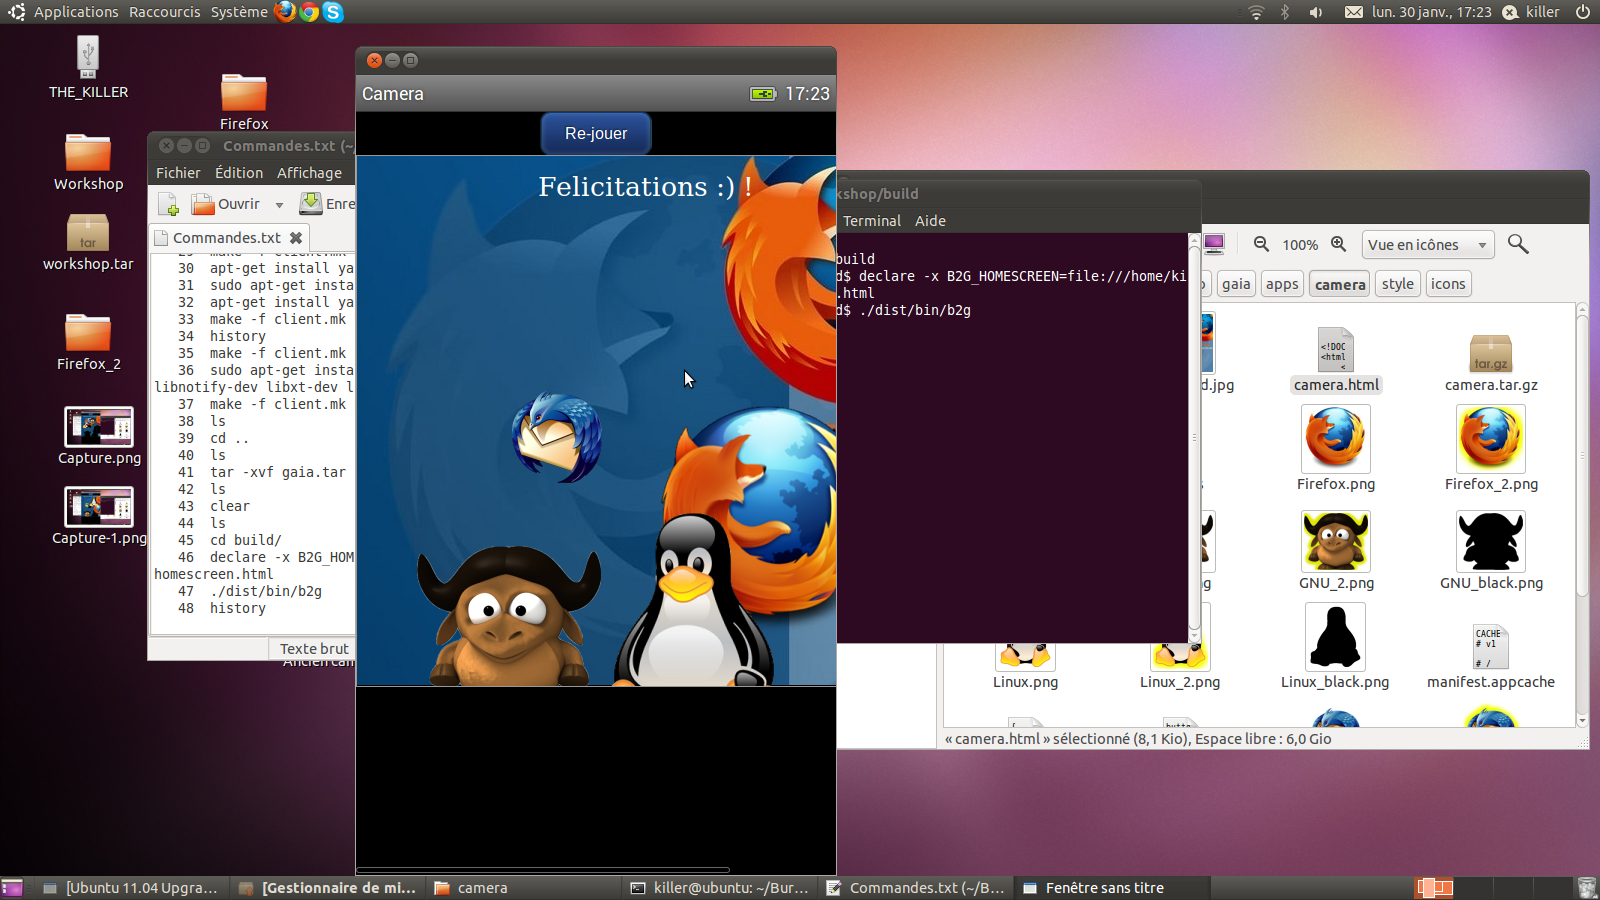 Applications Raccourcis Système
lun. 30 janv., 17:23 killer
THE_KILLER
Firefox
Workshop
tar
workshop.tar
Firefox_2
Capture.png
Capture-1.png
Commandes.txt (~/
Fichier Édition Affichage
Ouvrir Enre
Commandes.txt
30 apt-get install ya
31 sudo apt-get insta
32 apt-get install ya
33 make -f client.mk
34 history
35 make -f client.mk
36 sudo apt-get insta
libnotify-dev libxt-dev l
37 make -f client.mk
38 ls
39 cd ..
40 ls
41 tar -xvf gaia.tar
42 ls
43 clear
44 ls
45 cd build/
46 declare -x B2G_HOM
homescreen.html
47 ./dist/bin/b2g
48 history
Texte brut
Camera 17:23
Re-jouer
Felicitations :) !
kshop/build
Terminal Aide
build
d$ declare -x B2G_HOMESCREEN=file:///home/ki
.html
d$ ./dist/bin/b2g
100% Vue en icônes
gaia apps camera style icons
<!DOC
<html
<
tar.gz
d.jpg camera.html camera.tar.gz
Firefox.png Firefox_2.png
GNU_2.png GNU_black.png
CACHE
# v1
# /
Linux.png Linux_2.png Linux_black.png manifest.appcache
« camera.html » sélectionné (8,1 Kio), Espace libre : 6,0 Gio
[Ubuntu 11.04 Upgra... [Gestionnaire de mi... camera killer@ubuntu: ~/Bur... Commandes.txt (~/B... Fenêtre sans titre